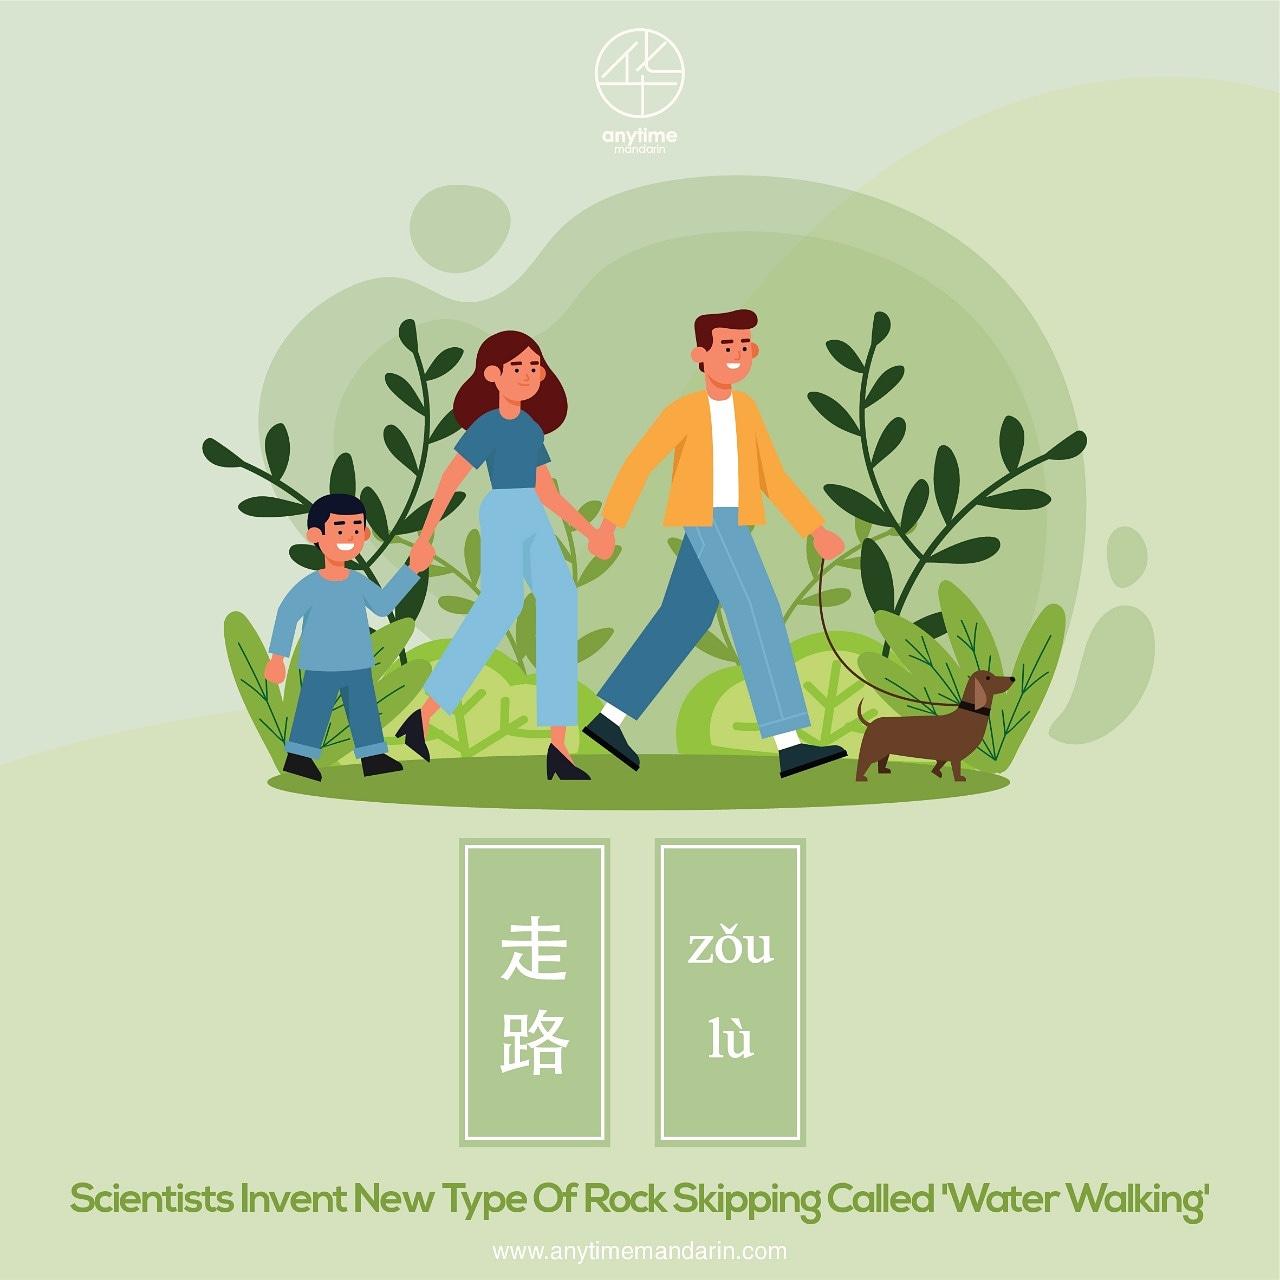 华
anytime
mandarin
走
路
zǒu
lù
Scientists Invent New Type Of Rock Skipping Called 'Water Walking'
www.anytimemandarin.com